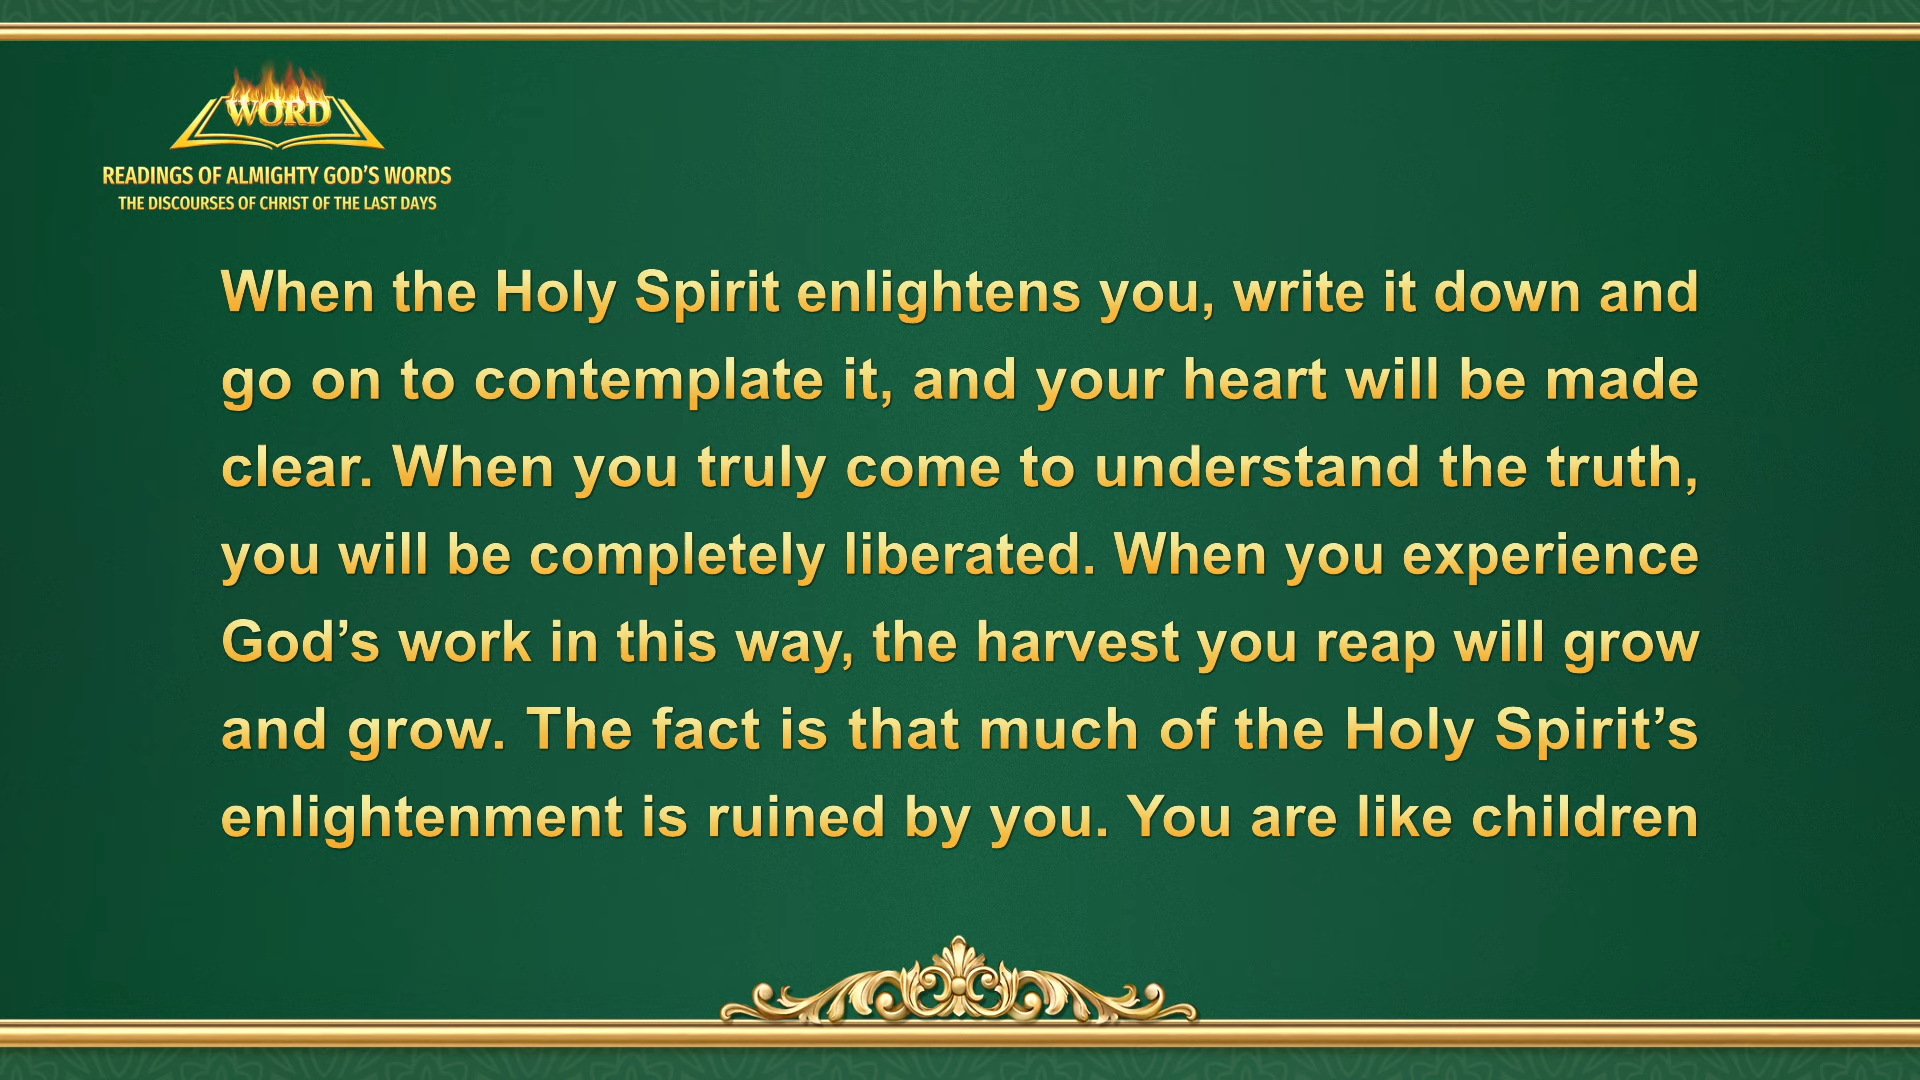 WORD
READINGS OF ALMIGHTY GOD’S WORDS
THE DISCOURSES OF CHRIST OF THE LAST DAYS
When the Holy Spirit enlightens you, write it down and
go on to contemplate it, and your heart will be made
clear. When you truly come to understand the truth,
you will be completely liberated. When you experience
God’s work in this way, the harvest you reap will grow
and grow. The fact is that much of the Holy Spirit’s
enlightenment is ruined by you. You are like children